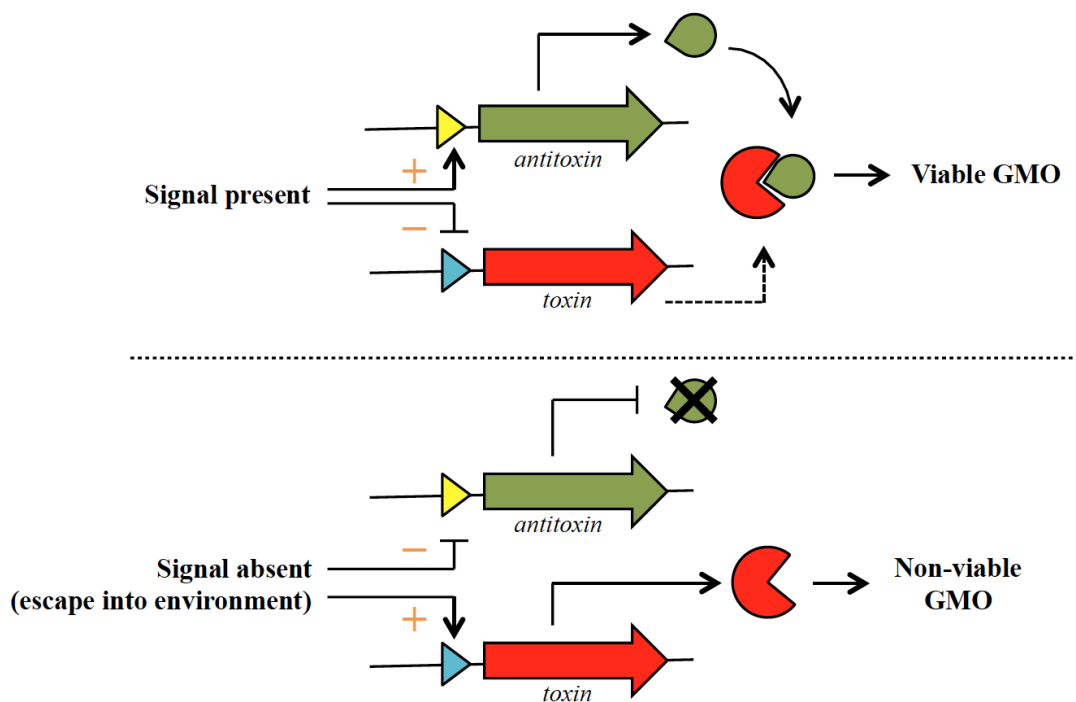 antitoxin
+
Signal present
Viable GMO
−
toxin
antitoxin
−
Signal absent
(escape into environment)
Non-viable
GMO
+
toxin